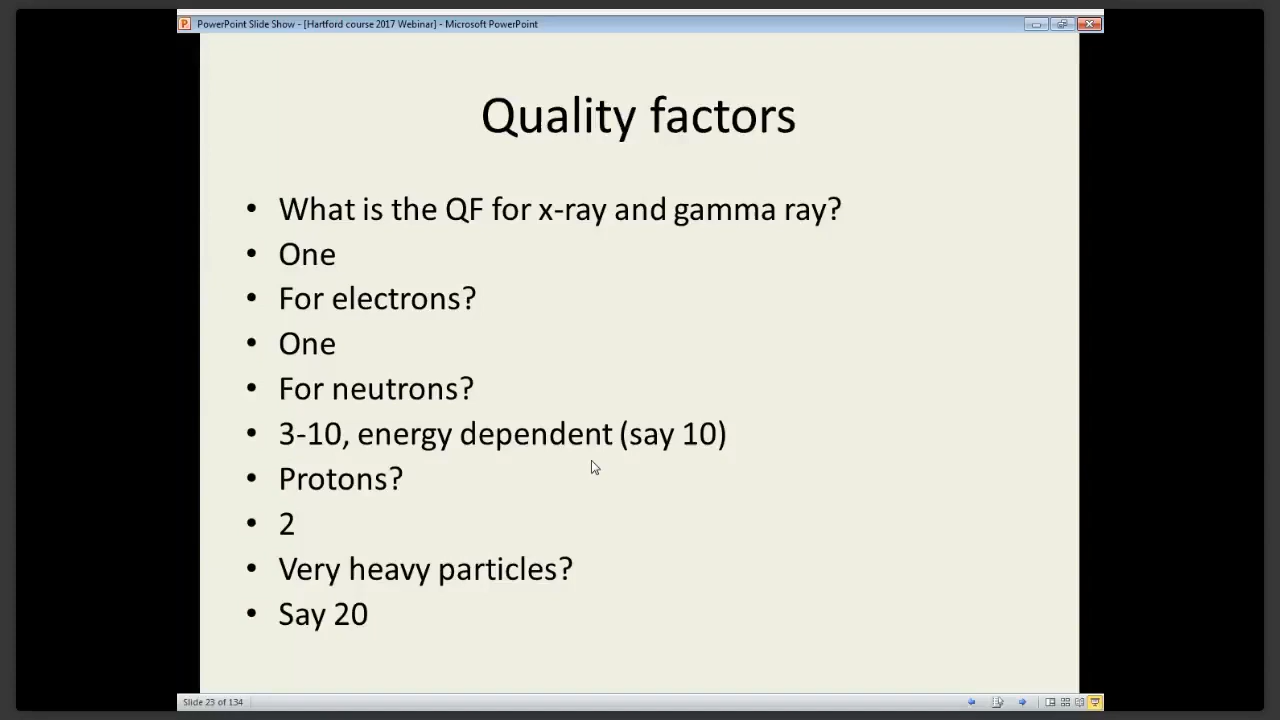 PowerPoint Slide Show - [Hartford course 2017 Webinar] - Microsoft PowerPoint
Quality factors
• What is the QF for x-ray and gamma ray?
• One
• For electrons?
• One
• For neutrons?
• 3-10, energy dependent (say 10)
• Protons?
• 2
• Very heavy particles?
• Say 20
Slide 23 of 134